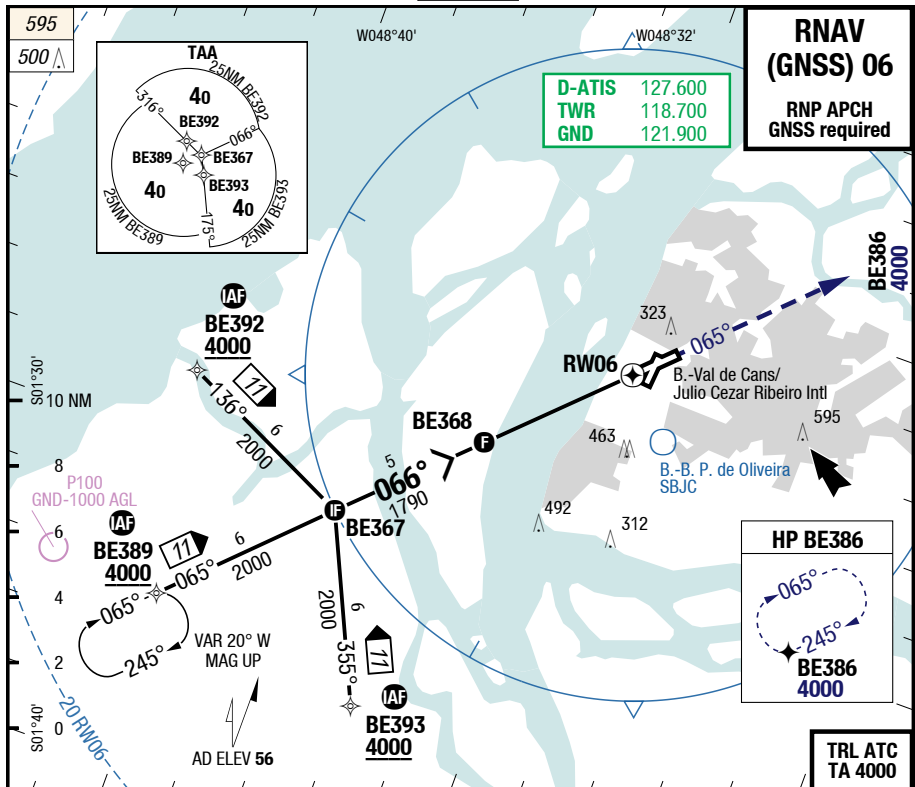 595
500
W048°40'
W048°32'
RNAV
(GNSS) 06
RNP APCH
GNSS required
D-ATIS 127.600
TWR 118.700
GND 121.900
TAA
25NM BE392
316°
40
BE392
066°
BE389
BE367
BE393
40
40
175°
25NM BE389
25NM BE393
BE386
4000
IAF
BE392
4000
11
136°
6
2000
323
065°
RW06
B.-Val de Cans/
Julio Cezar Ribeiro Intl
S01°30'
10 NM
8
6
4
2
0
S01°40'
BE368
F
5
066°
1790
463
595
B.-B. P. de Oliveira
SBJC
492
312
P100
GND-1000 AGL
IAF
BE389
4000
11
IF
BE367
6
065°
2000
065°
245°
6
2000
355°
11
IAF
BE393
4000
VAR 20° W
MAG UP
AD ELEV 56
20 RW06
HP BE386
065°
245°
BE386
4000
TRL ATC
TA 4000